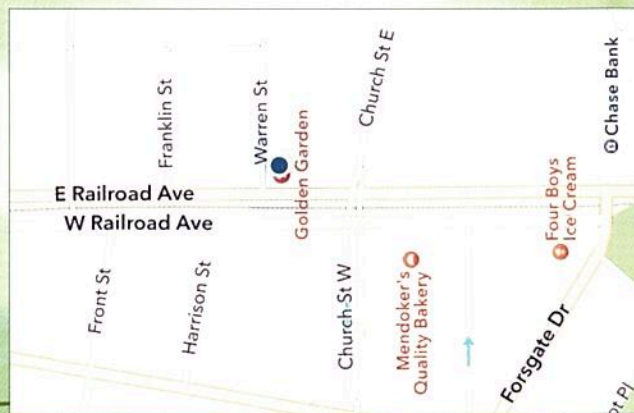 Franklin St
Warren St
Church St E
Chase Bank
Golden Garden
E Railroad Ave
W Railroad Ave
Four Boys
Ice Cream
Front St
Harrison St
Church St W
Mendoker's
Quality Bakery
Forsgate Dr
Pl